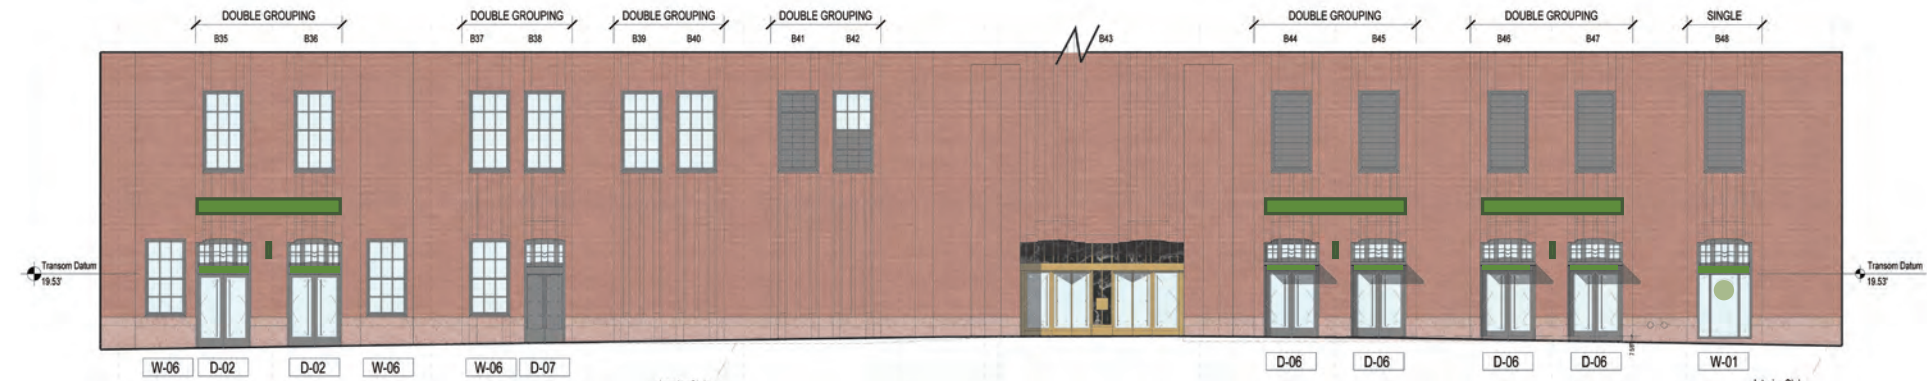 DOUBLE GROUPING DOUBLE GROUPING DOUBLE GROUPING DOUBLE GROUPING DOUBLE GROUPING DOUBLE GROUPING SINGLE
B35 B36 B37 B38 B39 B40 B41 B42 B43 B44 B45 B46 B47 B48
Transom Datum Transom Datum
19.53' 19.53'
W-06 D-02 D-02 W-06 W-06 D-07 D-06 D-06 D-06 D-06 W-01